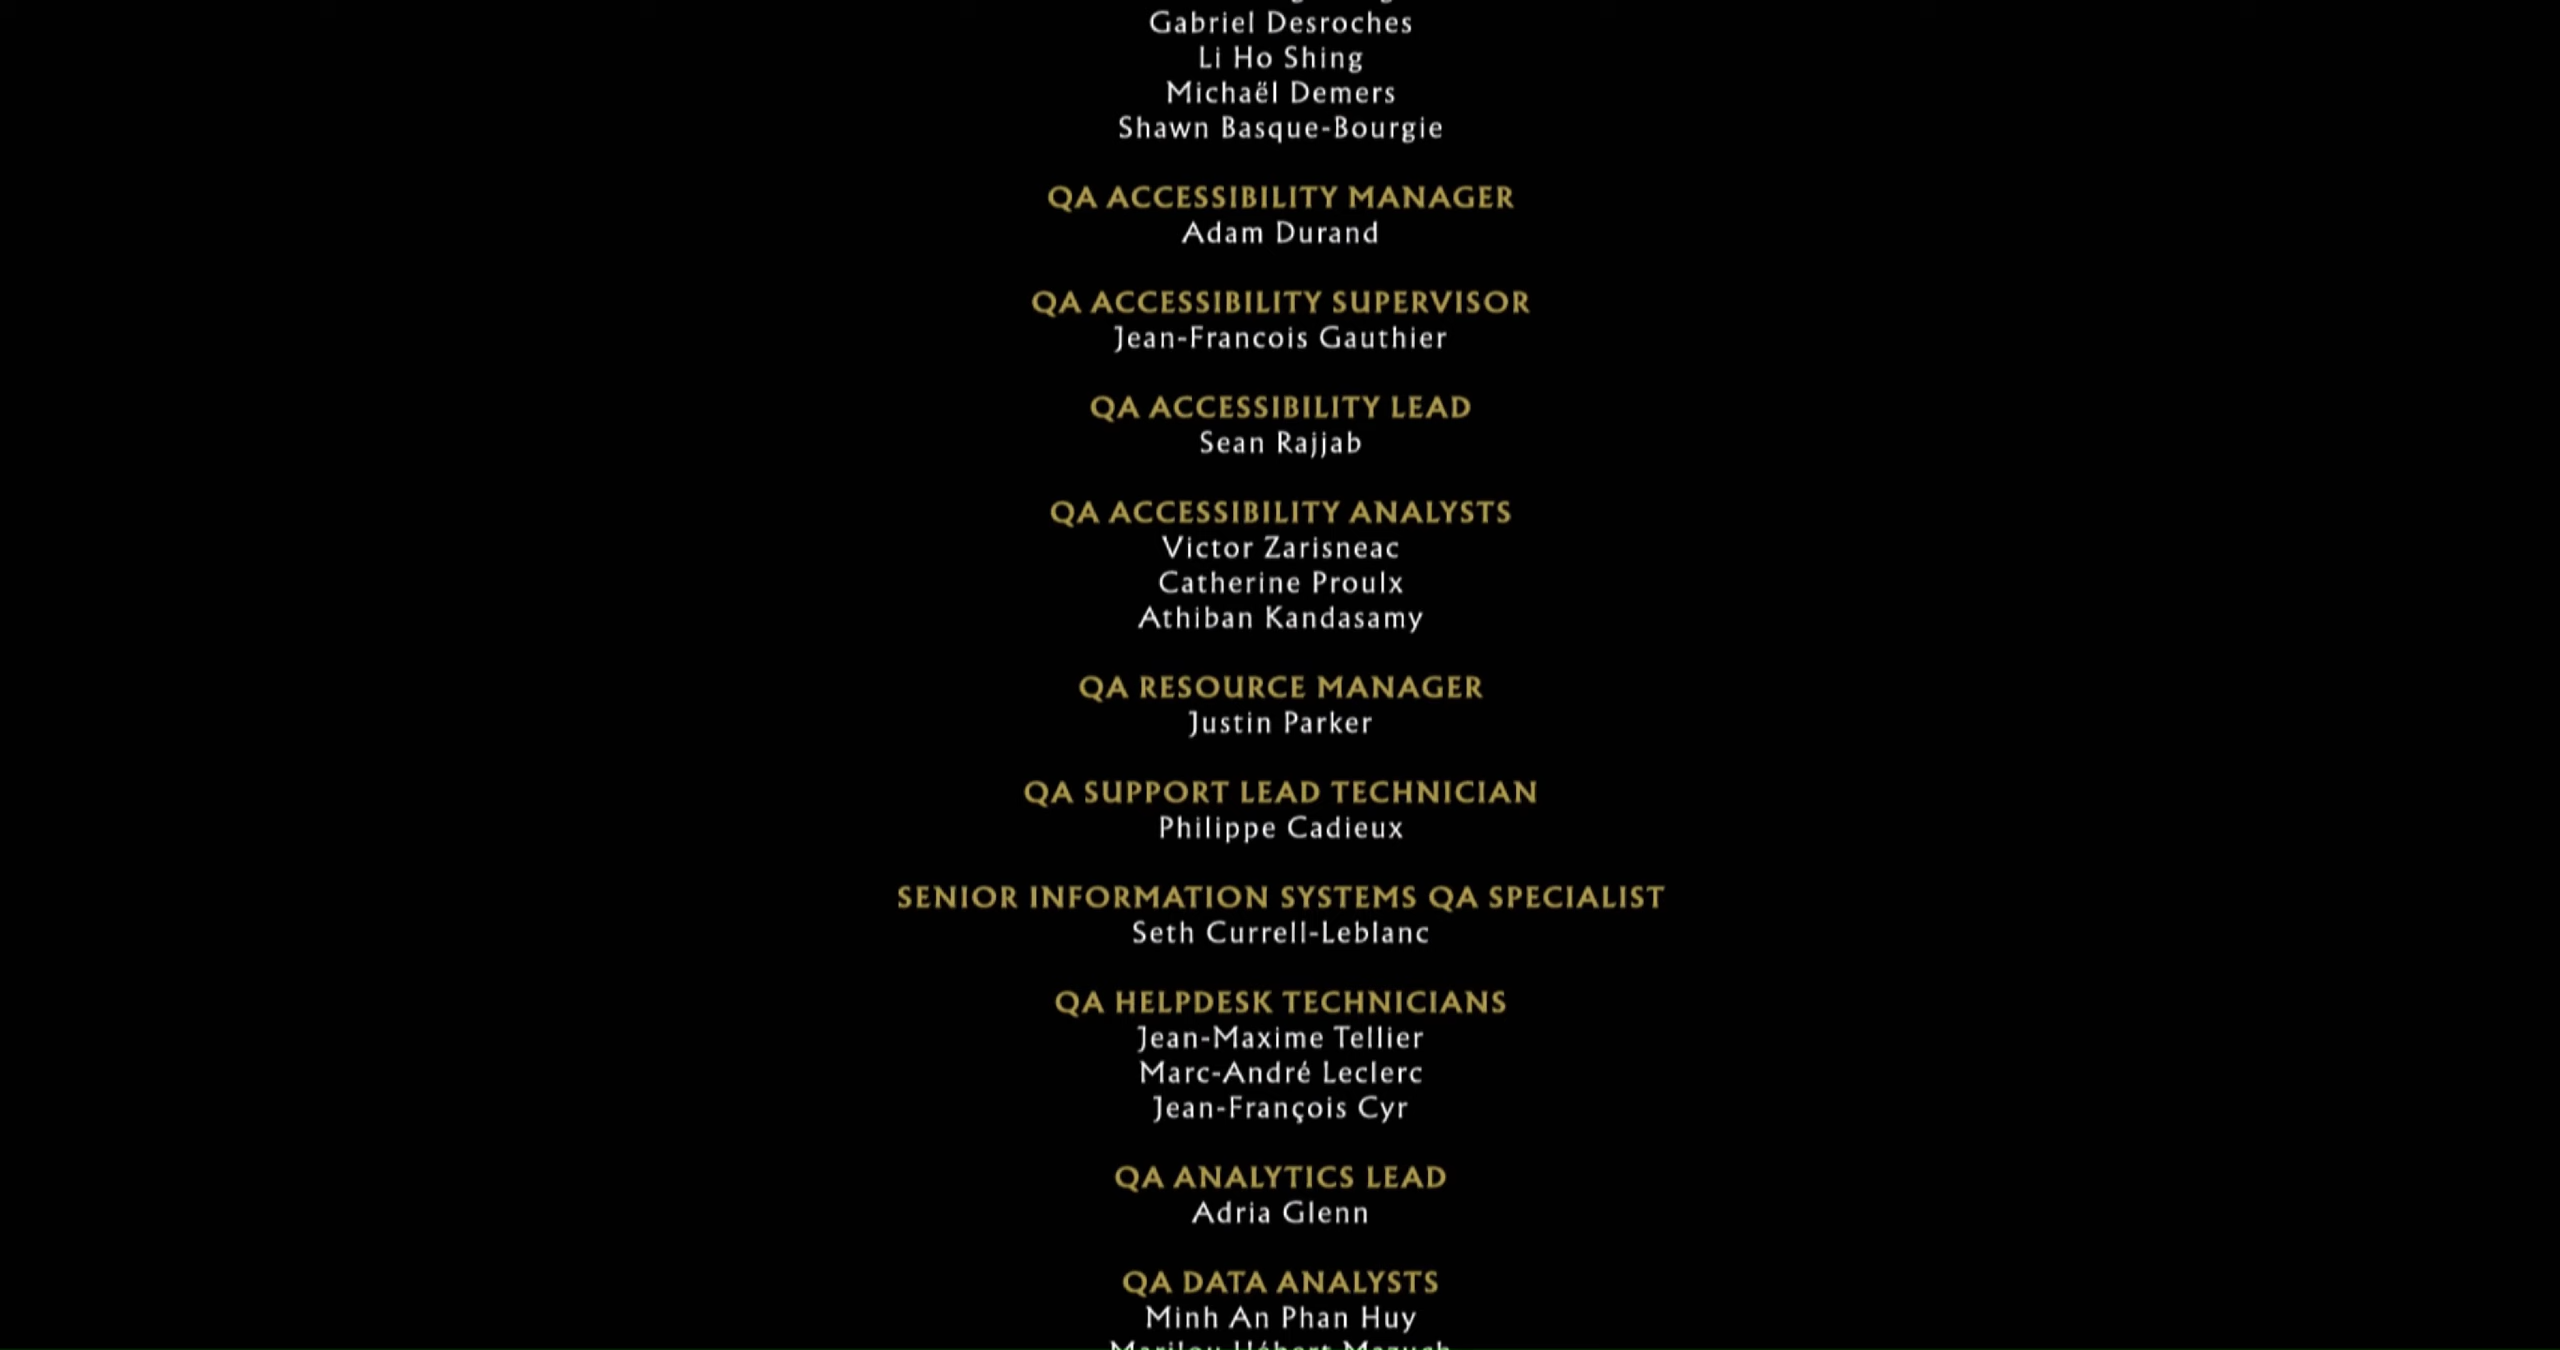 Gabriel Desroches
Li Ho Shing
Michaël Demers
Shawn Basque-Bourgie
QA ACCESSIBILITY MANAGER
Adam Durand
QA ACCESSIBILITY SUPERVISOR
Jean-Francois Gauthier
QA ACCESSIBILITY LEAD
Sean Rajjab
QA ACCESSIBILITY ANALYSTS
Victor Zarisneac
Catherine Proulx
Athiban Kandasamy
QA RESOURCE MANAGER
Justin Parker
QA SUPPORT LEAD TECHNICIAN
Philippe Cadieux
SENIOR INFORMATION SYSTEMS QA SPECIALIST
Seth Currell-Leblanc
QA HELPDESK TECHNICIANS
Jean-Maxime Tellier
Marc-André Leclerc
Jean-François Cyr
QA ANALYTICS LEAD
Adria Glenn
QA DATA ANALYSTS
Minh An Phan Huy